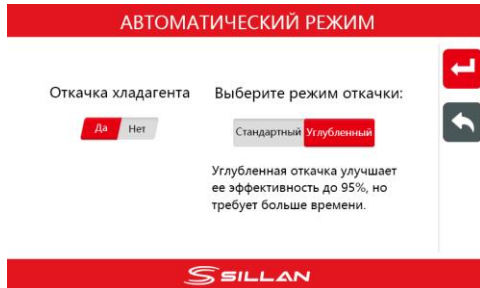 АВТОМАТИЧЕСКИЙ РЕЖИМ
Откачка хладагента
Да Нет
Выберите режим откачки:
Стандартный Углубленный
Углубленная откачка улучшает
ее эффективность до 95%, но
требует больше времени.
SILLAN